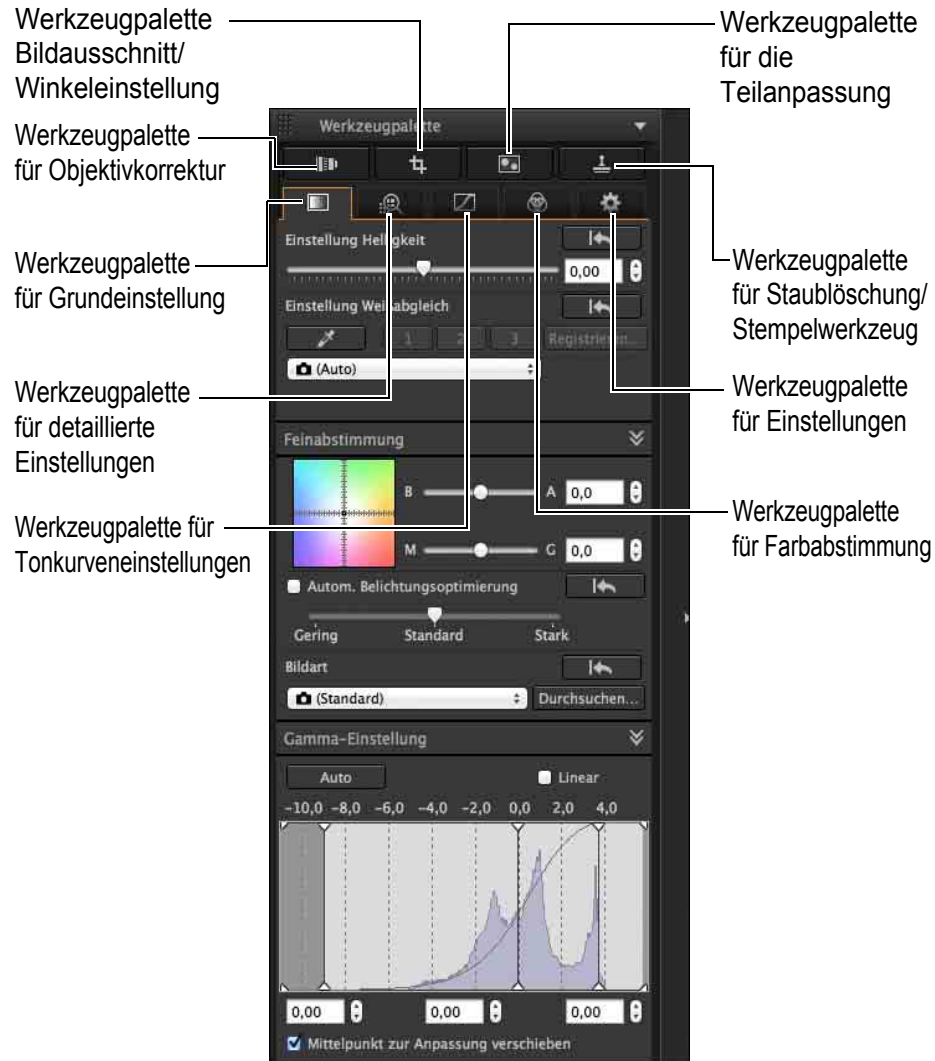 Werkzeugpalette
Bildausschnitt/
Winkeleinstellung
Werkzeugpalette
für Objektivkorrektur
Werkzeugpalette
für Grundeinstellung
Werkzeugpalette
für detaillierte
Einstellungen
Werkzeugpalette für
Tonkurveneinstellungen
Werkzeugpalette
für die
Teilanpassung
Werkzeugpalette
für Staublöschung/
Stempelwerkzeug
Werkzeugpalette
für Einstellungen
Werkzeugpalette
für Farbabstimmung
Werkzeugpalette
Einstellung Helligkeit
0,00
Einstellung Weißabgleich
1 2 3 Registrieren...
(Auto)
Feinabstimmung
B A 0,0
M G 0,0
Autom. Belichtungsoptimierung
Gering Standard Stark
Bildart
(Standard) Durchsuchen...
Gamma-Einstellung
Auto Linear
-10,0 -8,0 -6,0 -4,0 -2,0 0,0 2,0 4,0
0,00 0,00 0,00
Mittelpunkt zur Anpassung verschieben